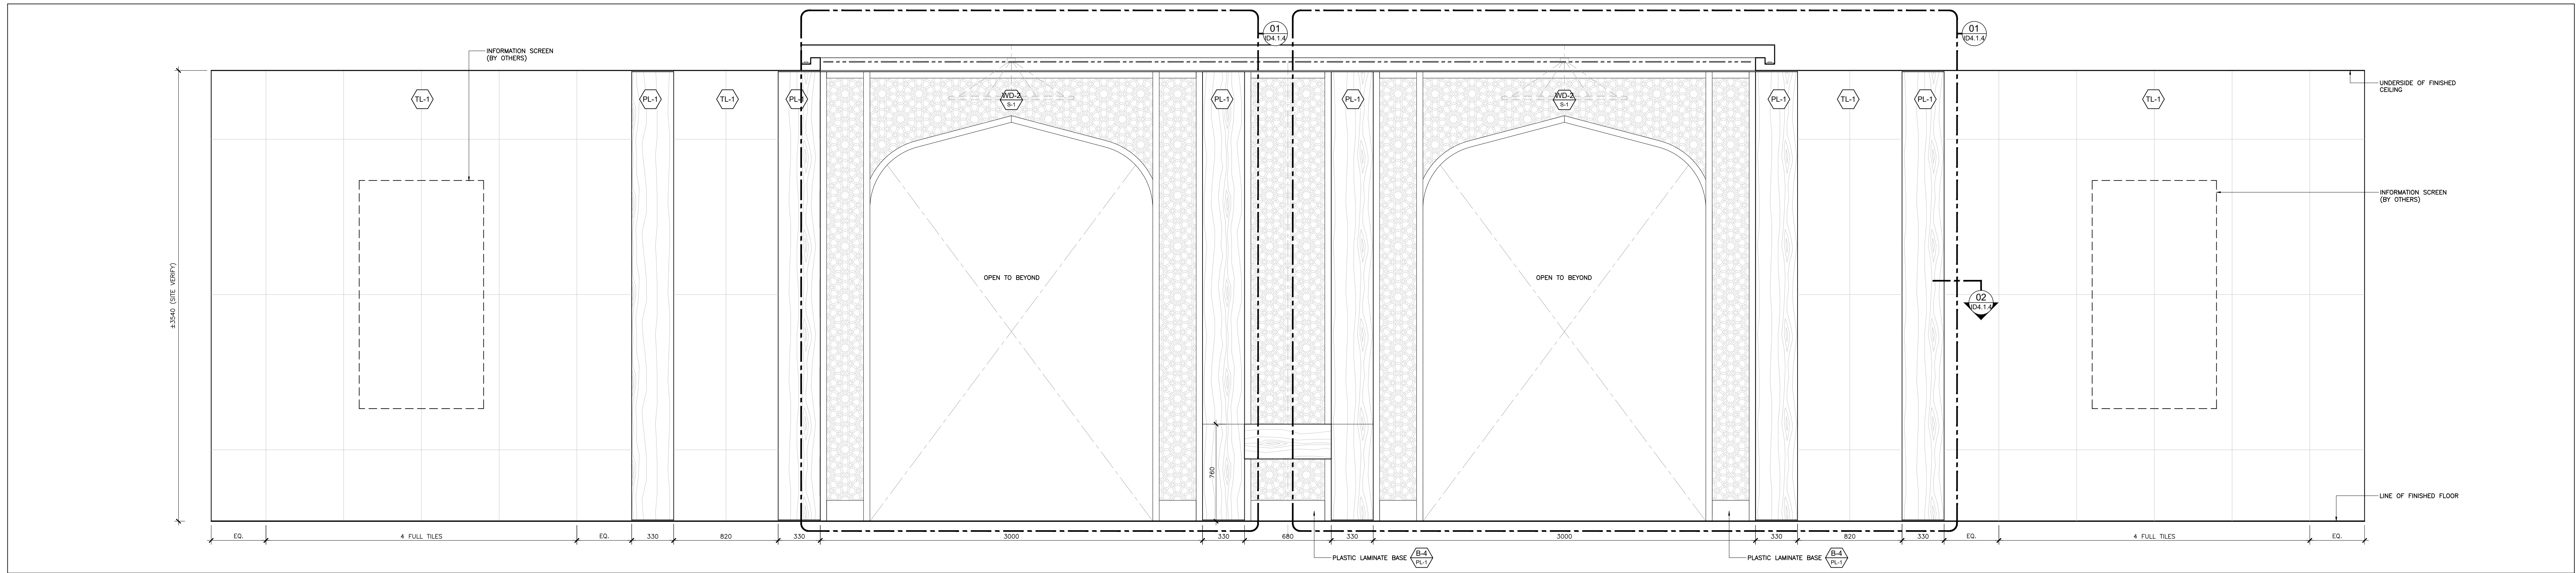 01
ID4.1.4
01
ID4.1.4
INFORMATION SCREEN
(BY OTHERS)
UNDERSIDE OF FINISHED
CEILING
TL-1
PL-1
TL-1
PL-1
WD-2
S-1
PL-1
PL-1
WD-2
S-1
PL-1
TL-1
PL-1
TL-1
INFORMATION SCREEN
(BY OTHERS)
±3540 (SITE VERIFY)
OPEN TO BEYOND
OPEN TO BEYOND
02
ID4.1.4
760
LINE OF FINISHED FLOOR
EQ.
4 FULL TILES
EQ.
330
820
330
3000
330
680
330
3000
330
820
330
EQ.
4 FULL TILES
EQ.
PLASTIC LAMINATE BASE
B-4
PL-1
PLASTIC LAMINATE BASE
B-4
PL-1